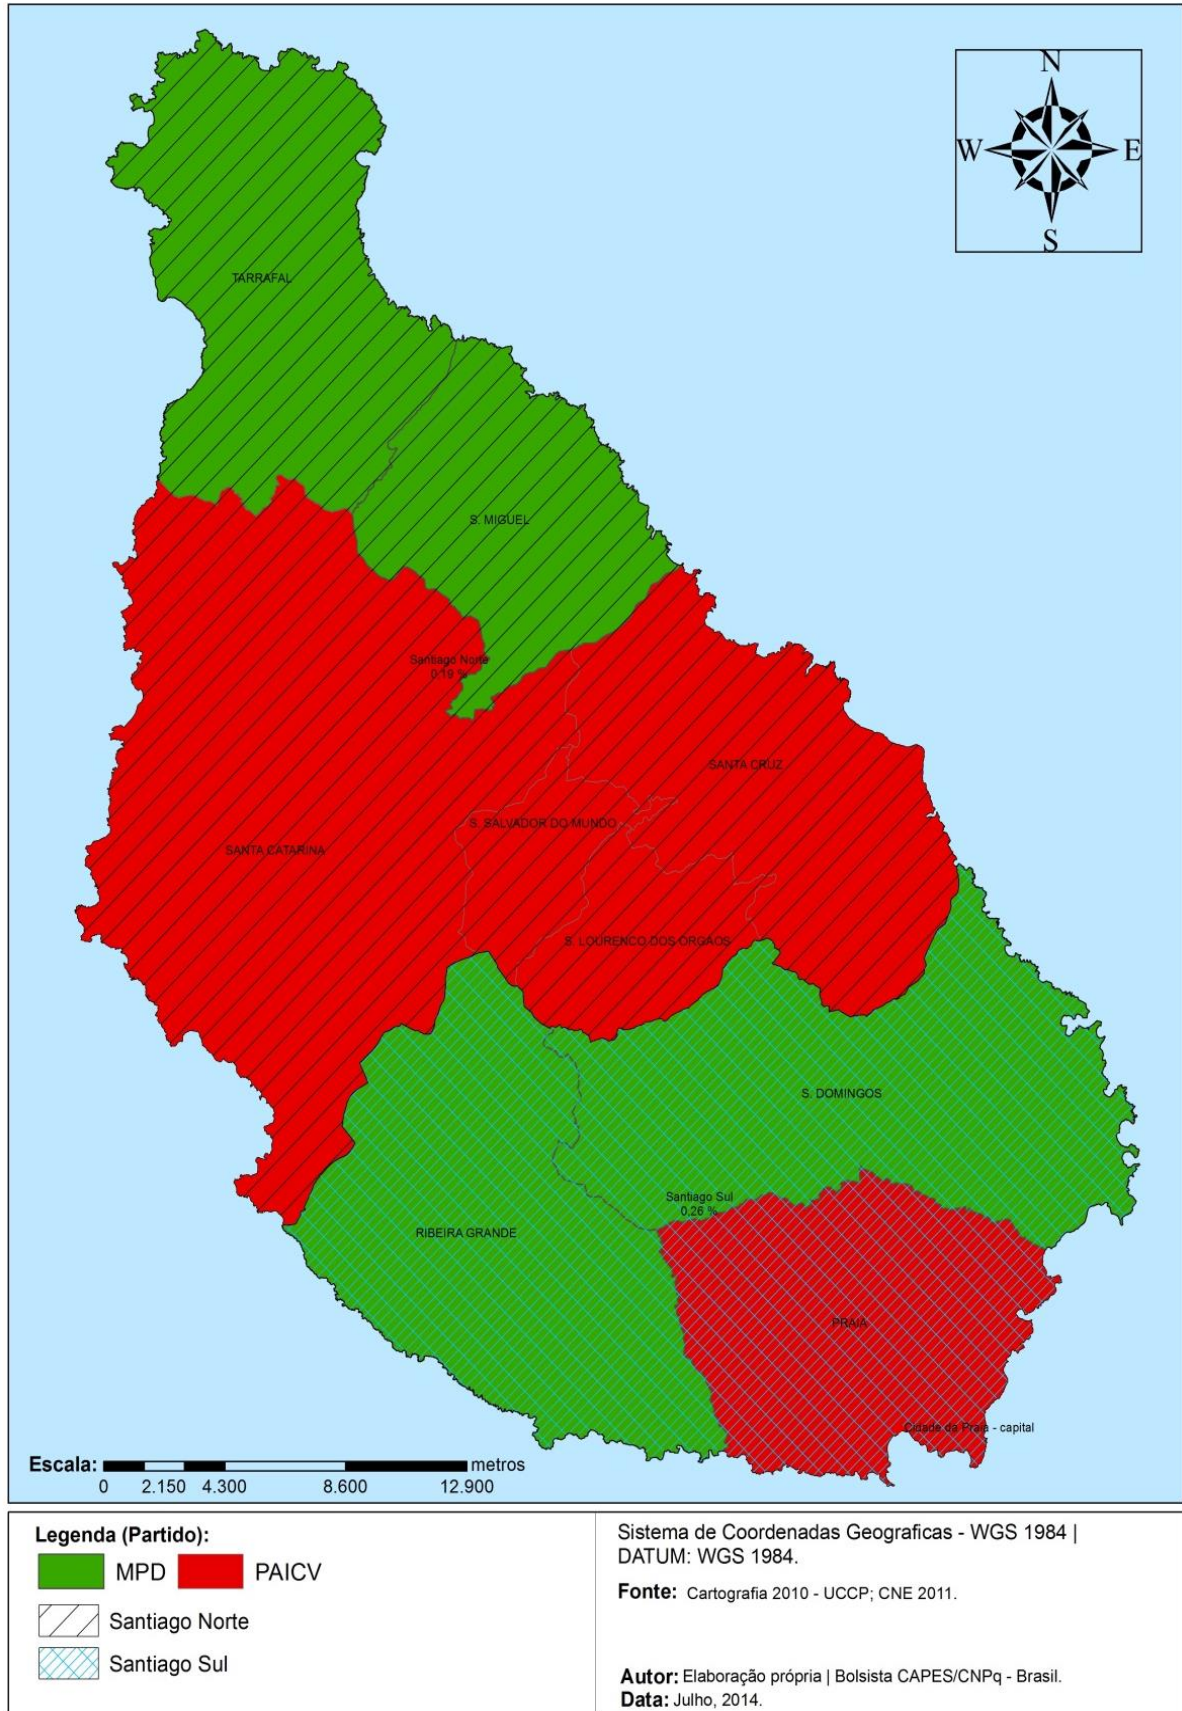 N
W E
S
TARRAFAL
S. MIGUEL
Santiago Norte
0,19 %
SANTA CRUZ
S. SALVADOR DO MUNDO
SANTA CATARINA
S. LOURENCO DOS ÓRGÃOS
S. DOMINGOS
Santiago Sul
0,26 %
RIBEIRA GRANDE
PRAIA
Cidade da Praia - capital
Escala: metros
0 2.150 4.300 8.600 12.900
Legenda (Partido):
MPD PAICV
Santiago Norte
Santiago Sul
Sistema de Coordenadas Geograficas - WGS 1984 |
DATUM: WGS 1984.
Fonte: Cartografia 2010 - UCCP; CNE 2011.
Autor: Elaboração própria | Bolsista CAPES/CNPq - Brasil.
Data: Julho, 2014.